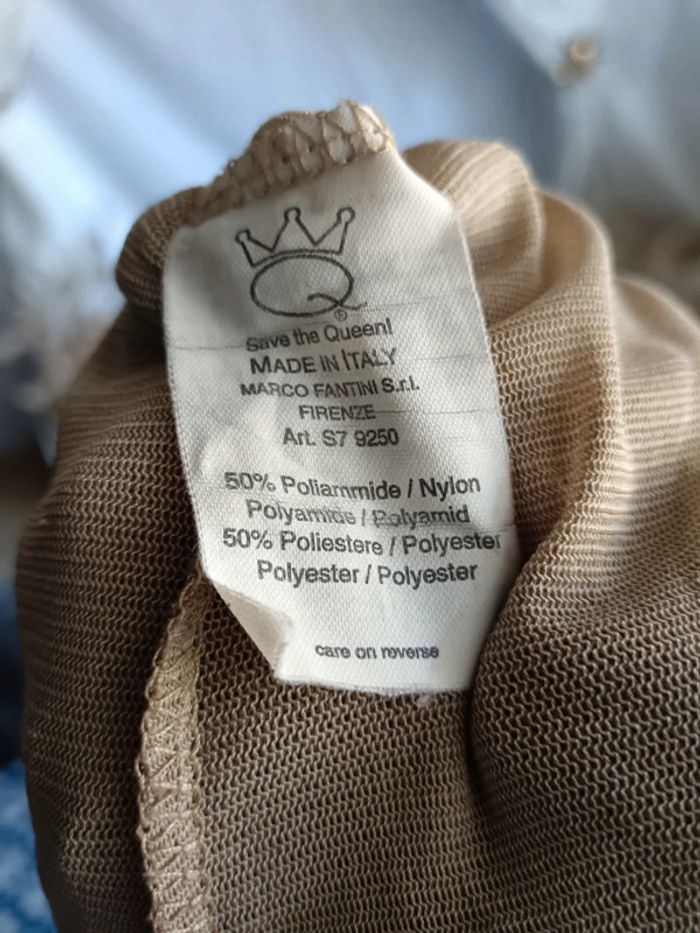 Q®
Save the Queen!
MADE IN ITALY
MARCO FANTINI S.r.l.
FIRENZE
Art. S7 9250
50% Poliammide / Nylon
Polyamide / Polyamid
50% Poliestere / Polyester
Polyester / Polyester
care on reverse